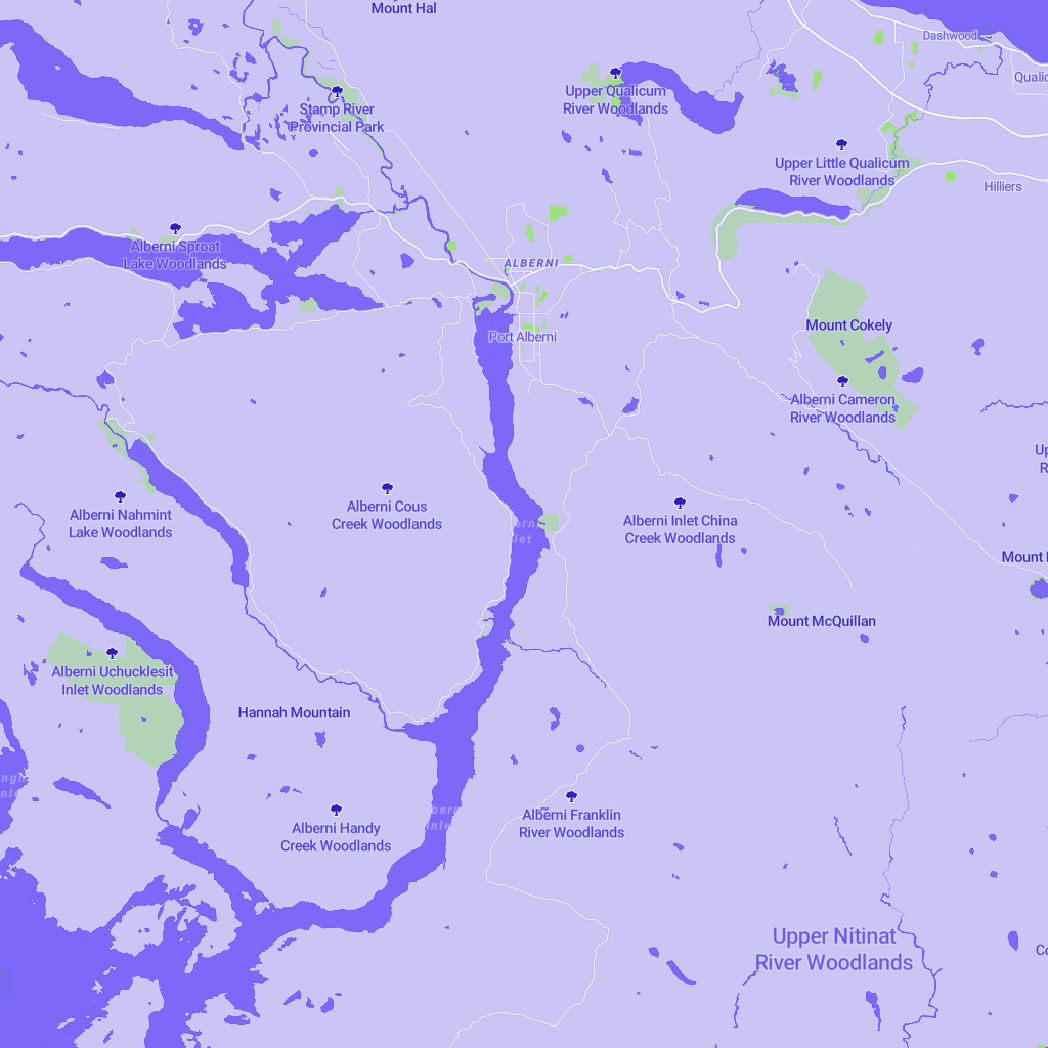 Mount Hal
Dashwood
Stamp River
Provincial Park
Upper Qualicum
River Woodlands
Upper Little Qualicum
River Woodlands
Hilliers
Alberni Sproat
Lake Woodlands
ALBERNI
Port Alberni
Mount Cokely
Alberni Cameron
River Woodlands
Alberni Nahmint
Lake Woodlands
Alberni Cous
Creek Woodlands
Alberni Inlet China
Creek Woodlands
Mount
Mount McQuillan
Alberni Uchucklesit
Inlet Woodlands
Hannah Mountain
Alberni Handy
Creek Woodlands
Alberni Franklin
River Woodlands
Upper Nitinat
River Woodlands